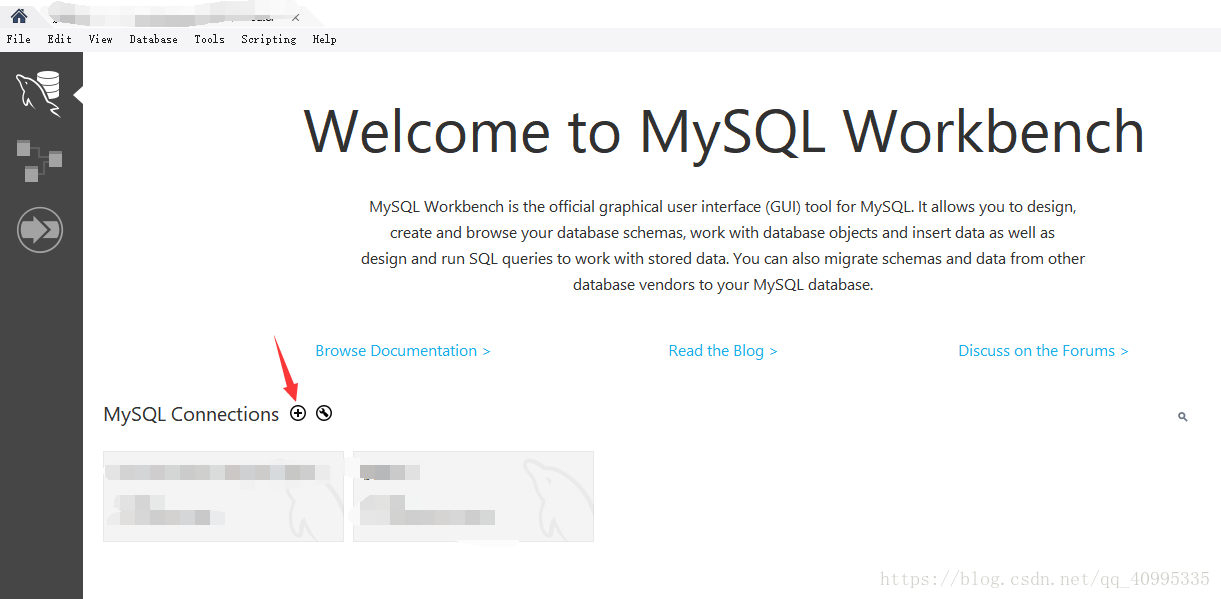 File Edit View Database Tools Scripting Help
Welcome to MySQL Workbench
MySQL Workbench is the official graphical user interface (GUI) tool for MySQL. It allows you to design,
create and browse your database schemas, work with database objects and insert data as well as
design and run SQL queries to work with stored data. You can also migrate schemas and data from other
database vendors to your MySQL database.
Browse Documentation > Read the Blog > Discuss on the Forums >
MySQL Connections
https://blog.csdn.net/qq_40995335